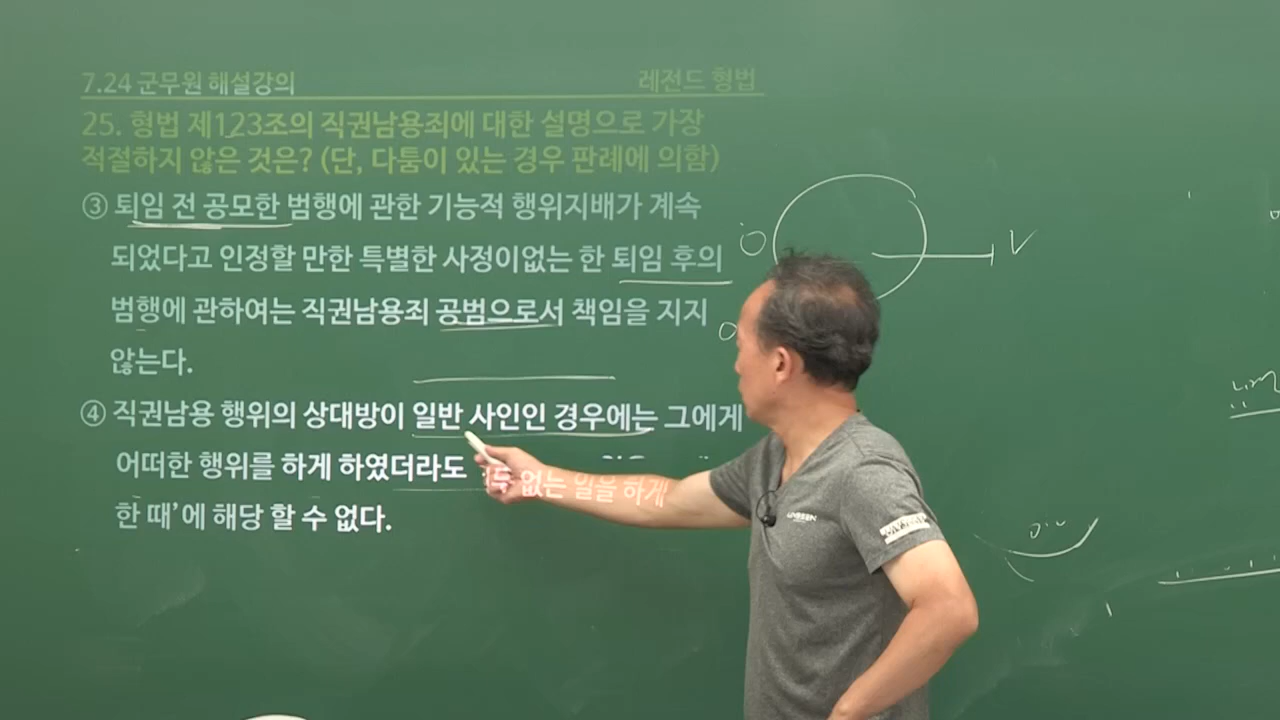 7.24 군무원 해설강의
레전드 형법
25. 형법 제123조의 직권남용죄에 대한 설명으로 가장
적절하지 않은 것은? (단, 다툼이 있는 경우 판례에 의함)
③ 퇴임 전 공모한 범행에 관한 기능적 행위지배가 계속
되었다고 인정할 만한 특별한 사정이없는 한 퇴임 후의
범행에 관하여는 직권남용죄 공범으로서 책임을 지지
않는다.
④ 직권남용 행위의 상대방이 일반 사인인 경우에는 그에게
어떠한 행위를 하게 하였더라도 없는 일을 하게
한 때’에 해당 할 수 없다.
V